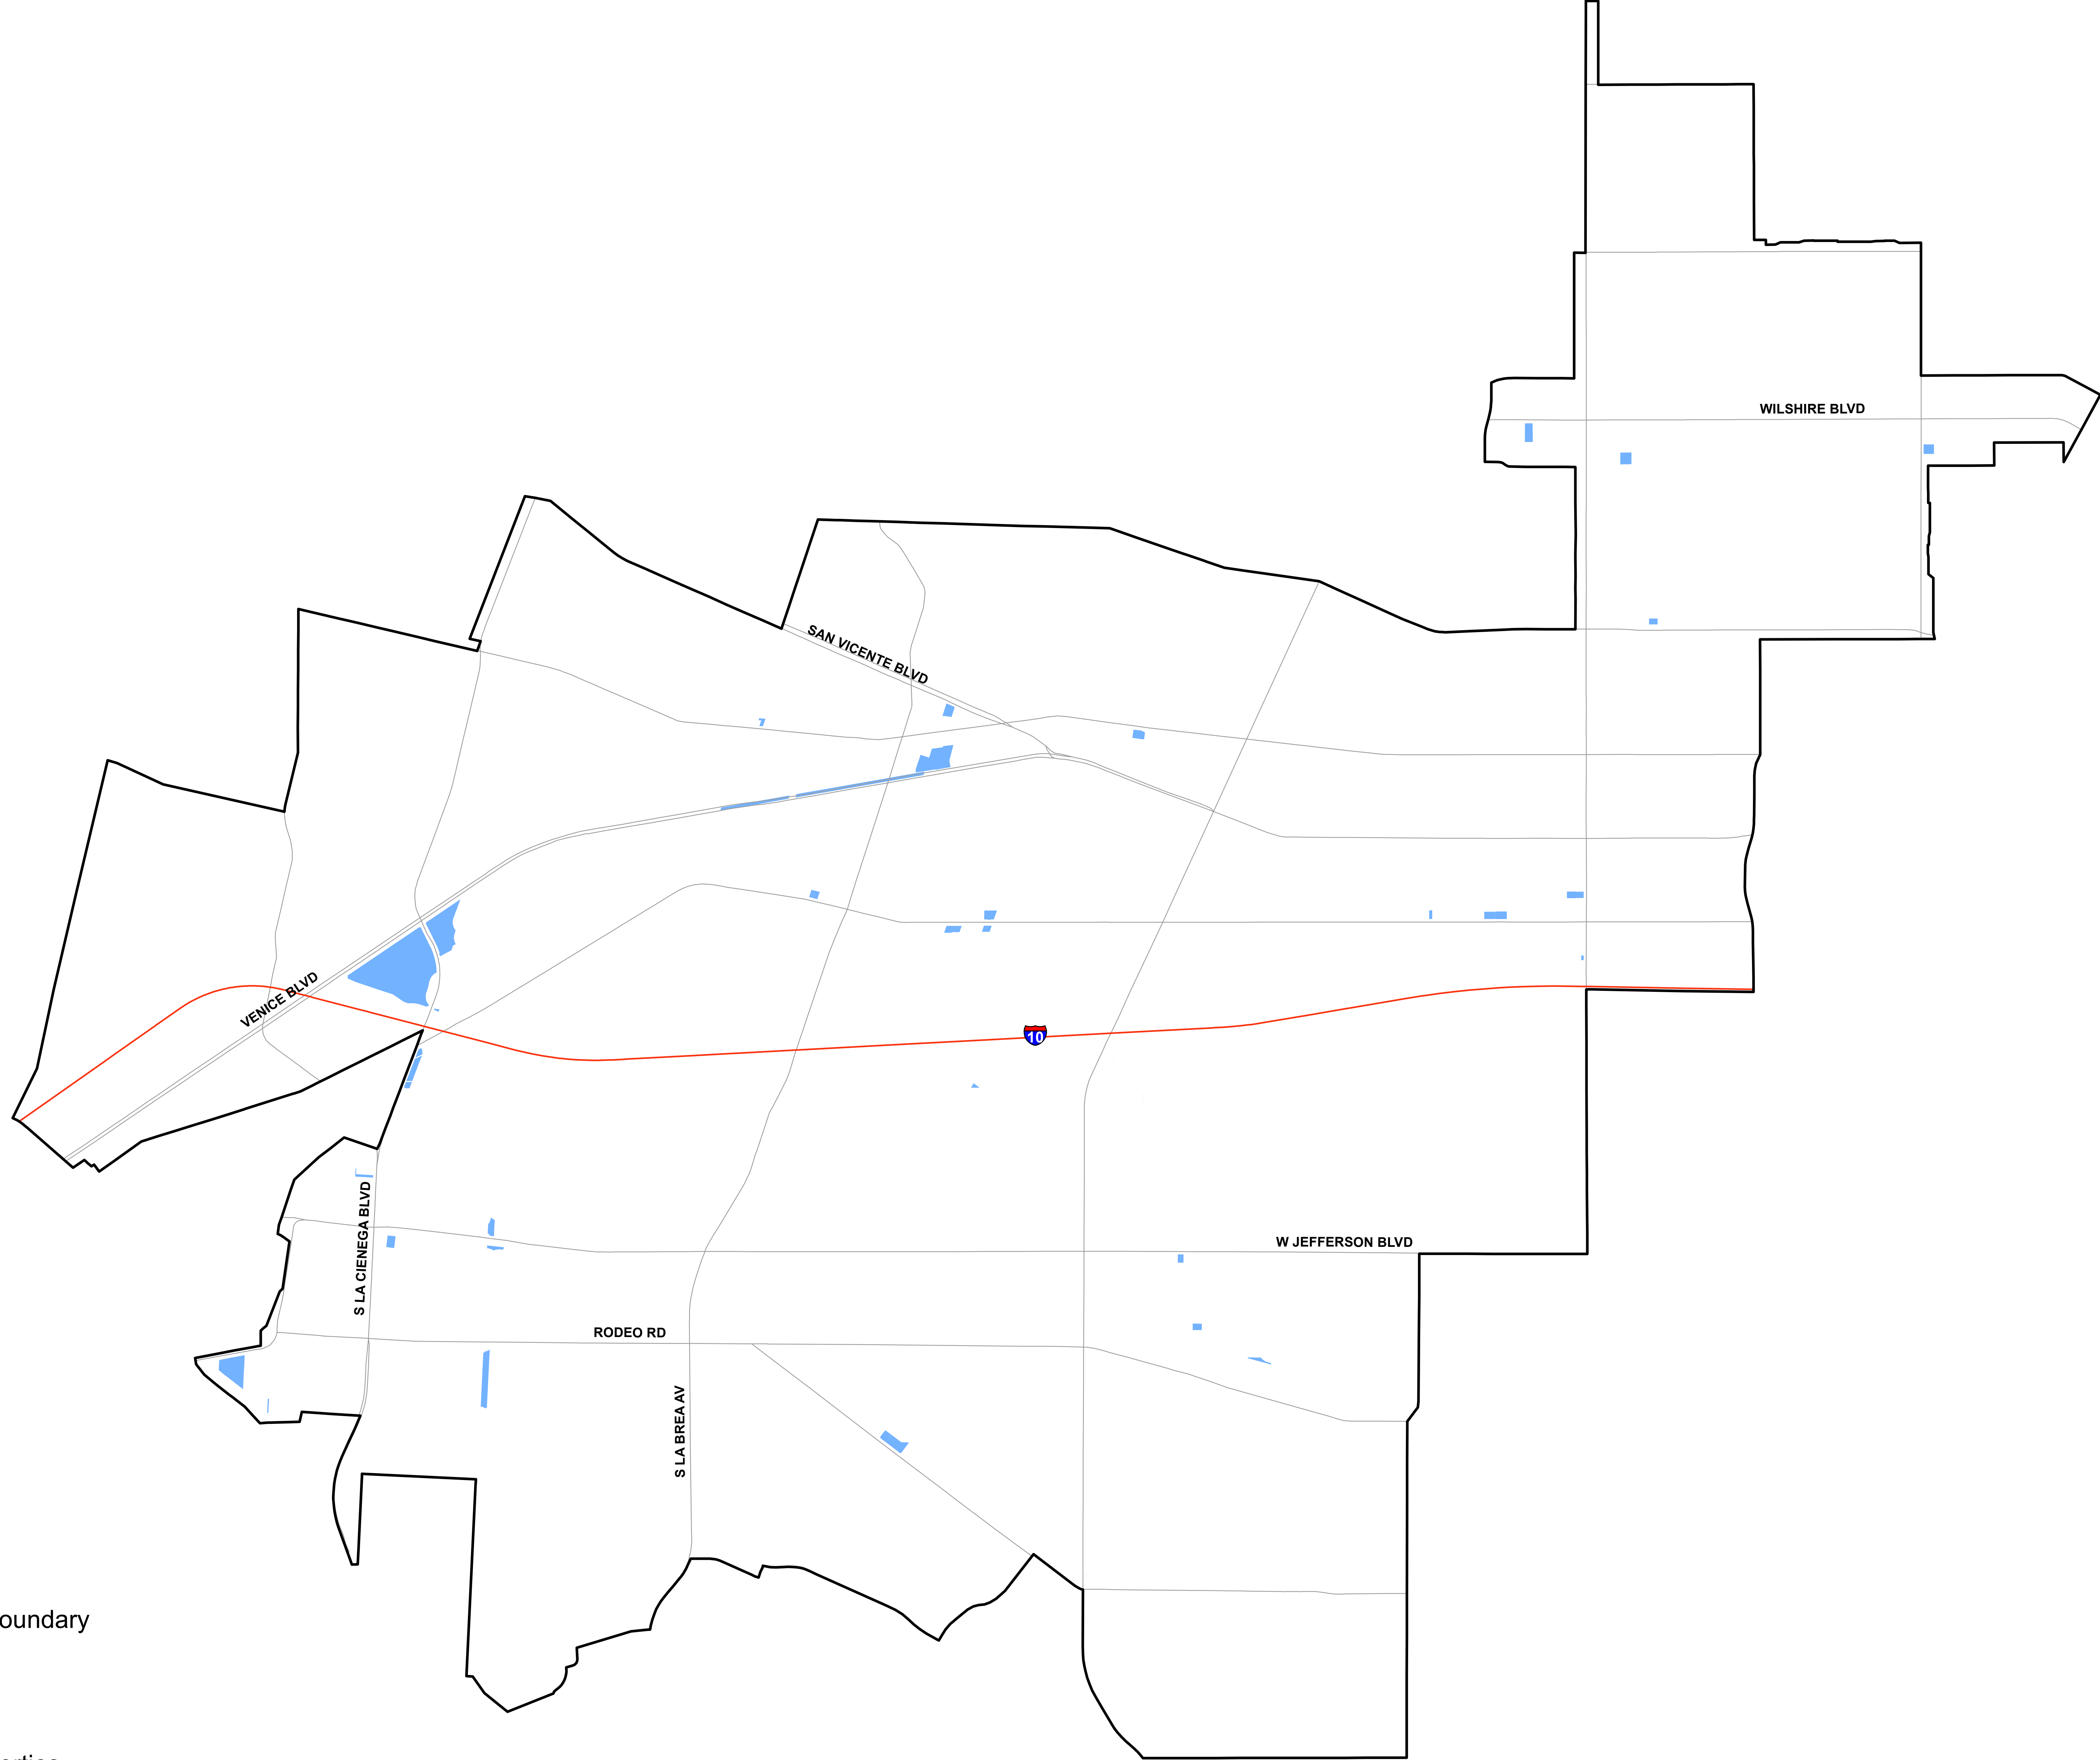 WILSHIRE BLVD
SAN VICENTE BLVD
VENICE BLVD
10
S LA CIENEGA BLVD
W JEFFERSON BLVD
RODEO RD
S LA BREA AV
oundary